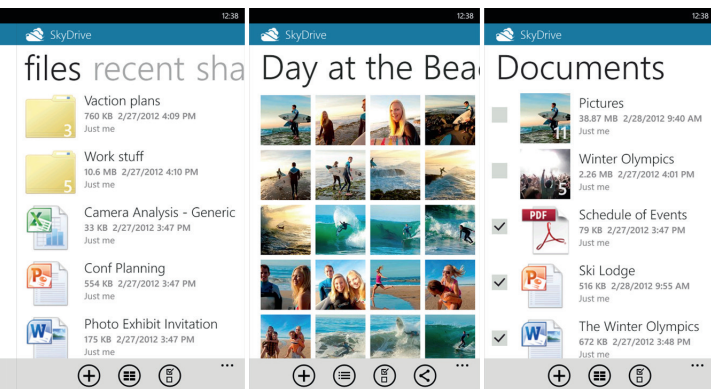 12:38
SkyDrive
files recent sha
Vaction plans
760 KB 2/27/2012 4:09 PM
Just me
3
Work stuff
10.6 MB 2/27/2012 4:10 PM
Just me
5
Camera Analysis - Generic
33 KB 2/27/2012 3:47 PM
Just me
Conf Planning
554 KB 2/27/2012 3:47 PM
Just me
Photo Exhibit Invitation
175 KB 2/27/2012 3:47 PM
Just me
12:38
SkyDrive
Day at the Bea
12:38
SkyDrive
Documents
Pictures
38.87 MB 2/28/2012 9:40 AM
Just me
11
Winter Olympics
2.26 MB 2/27/2012 4:01 PM
Just me
5
PDF
Schedule of Events
79 KB 2/27/2012 3:47 PM
Just me
P
Ski Lodge
516 KB 2/28/2012 9:55 AM
Just me
W
The Winter Olympics
672 KB 2/27/2012 3:48 PM
Just me